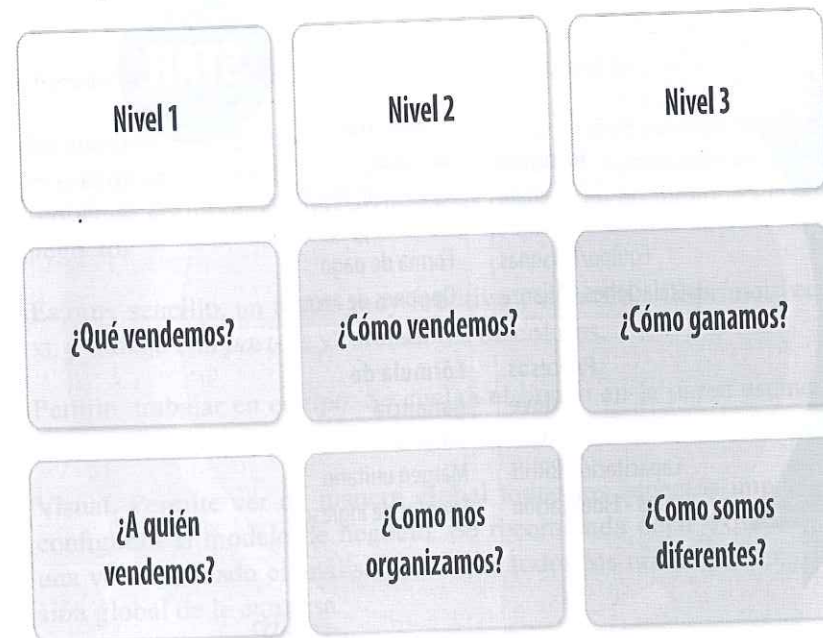 Nivel 1
Nivel 2
Nivel 3
¿Qué vendemos?
¿Cómo vendemos?
¿Cómo ganamos?
¿A quién
vendemos?
¿Como nos
organizamos?
¿Como somos
diferentes?